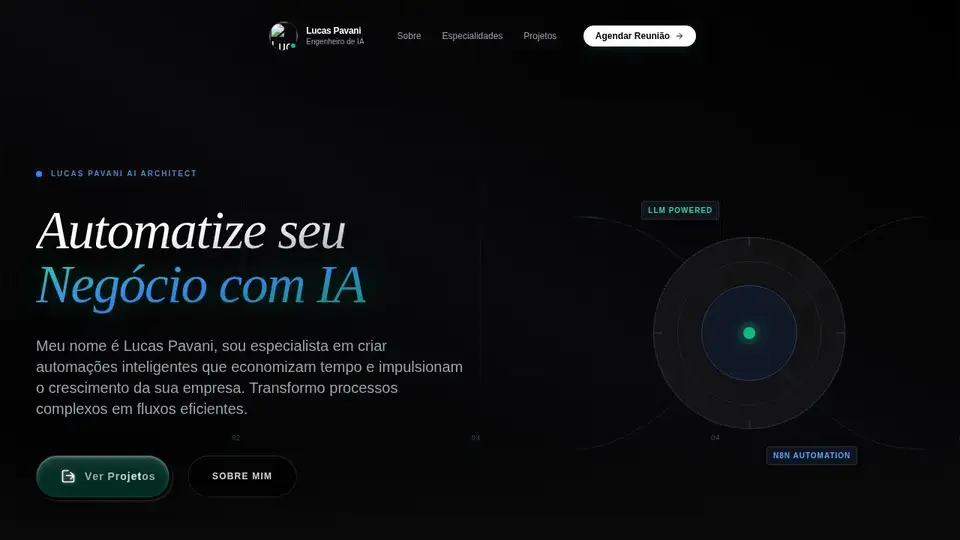 Lucas Pavani
Engenheiro de IA
Sobre
Especialidades
Projetos
Agendar Reunião
LUCAS PAVANI AI ARCHITECT
Automatize seu
Negócio com IA
Meu nome é Lucas Pavani, sou especialista em criar
automações inteligentes que economizam tempo e impulsionam
o crescimento da sua empresa. Transformo processos
complexos em fluxos eficientes.
02
03
04
Ver Projetos
SOBRE MIM
LLM POWERED
N8N AUTOMATION